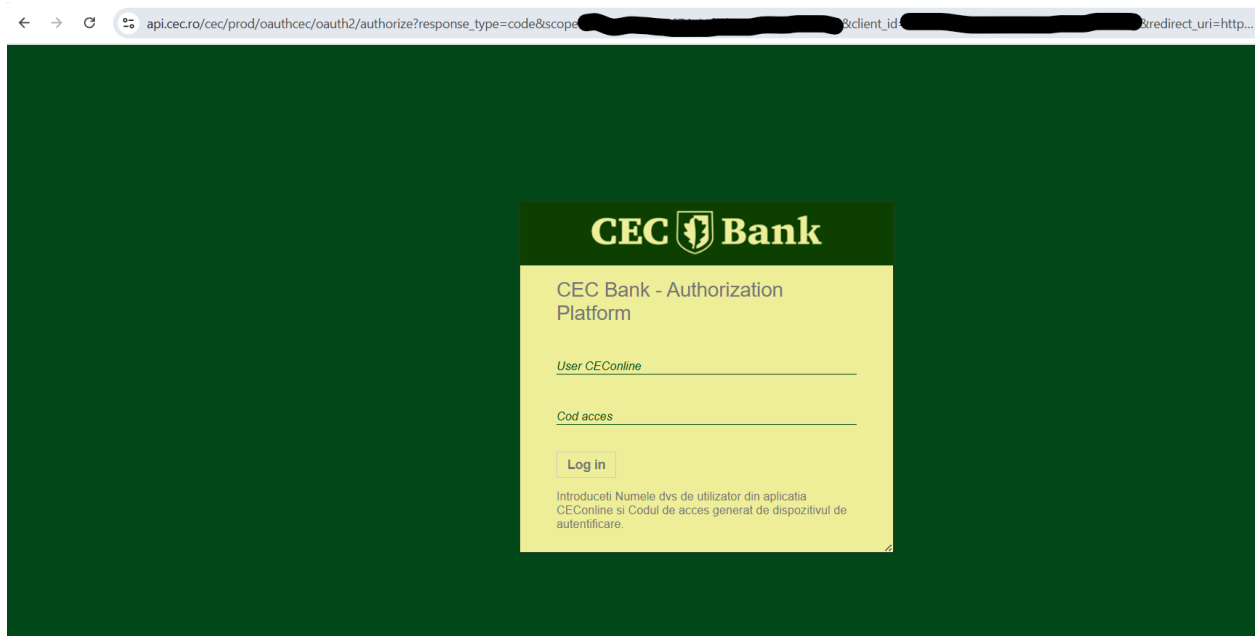 api.cec.ro/cec/prod/oauthcec/oauth2/authorize?response_type=code&scope &client_id= &redirect_uri=http...
CEC Bank
CEC Bank - Authorization
Platform
User CEConline
Cod acces
Log in
Introduceti Numele dvs de utilizator din aplicatia
CEConline si Codul de acces generat de dispozitivul de
autentificare.